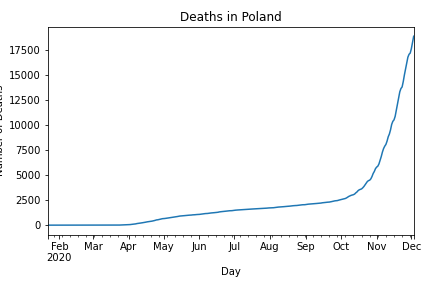 Deaths in Poland
Number of Deaths
17500
15000
12500
10000
7500
5000
2500
0
Feb Mar Apr May Jun Jul Aug Sep Oct Nov Dec
2020
Day